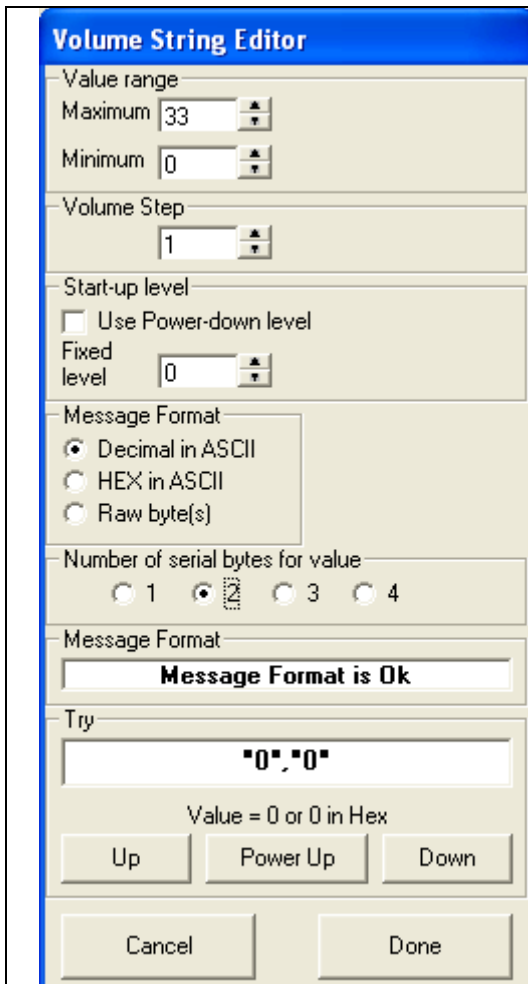 Volume String Editor
Value range
Maximum 33
Minimum 0
Volume Step
1
Start-up level
Use Power-down level
Fixed
level 0
Message Format
Decimal in ASCII
HEX in ASCII
Raw byte(s)
Number of serial bytes for value
1 2 3 4
Message Format
Message Format is Ok
Try
"0","0"
Value = 0 or 0 in Hex
Up Power Up Down
Cancel Done